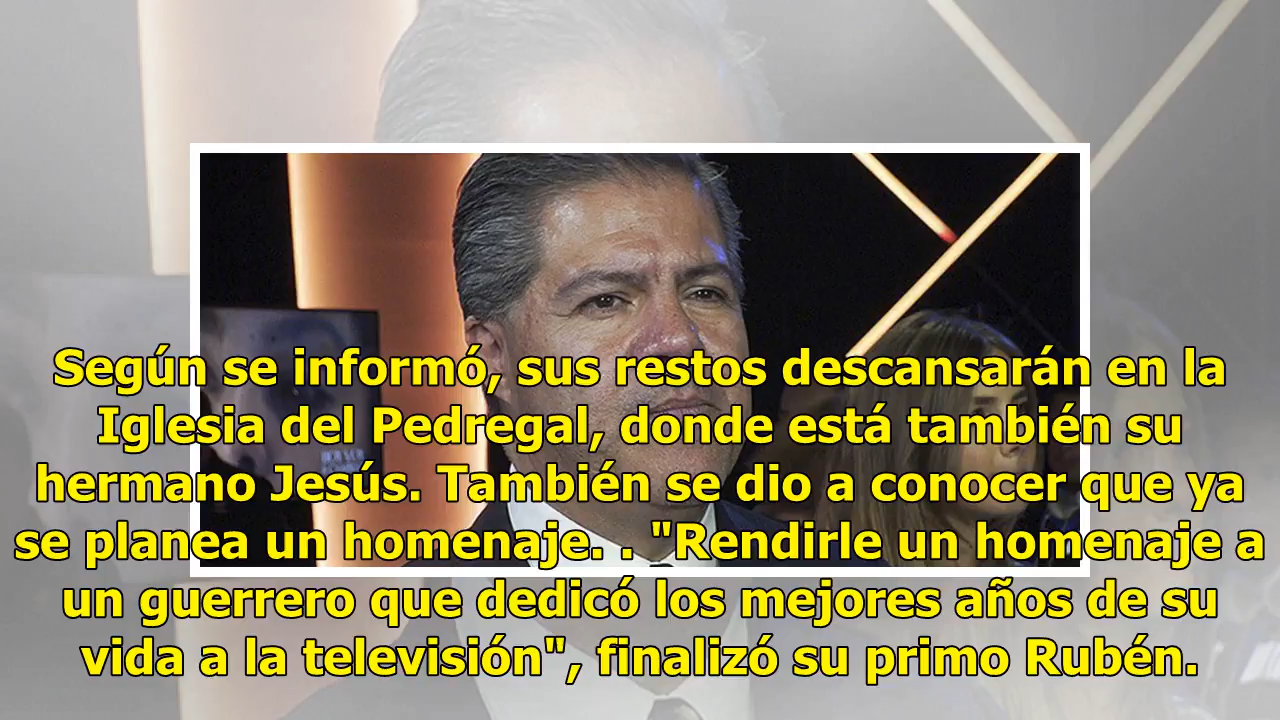 Según se informó, sus restos descansarán en la
Iglesia del Pedregal, donde está también su
hermano Jesús. También se dio a conocer que ya
se planea un homenaje. . "Rendirle un homenaje a
un guerrero que dedicó los mejores años de su
vida a la televisión", finalizó su primo Rubén.